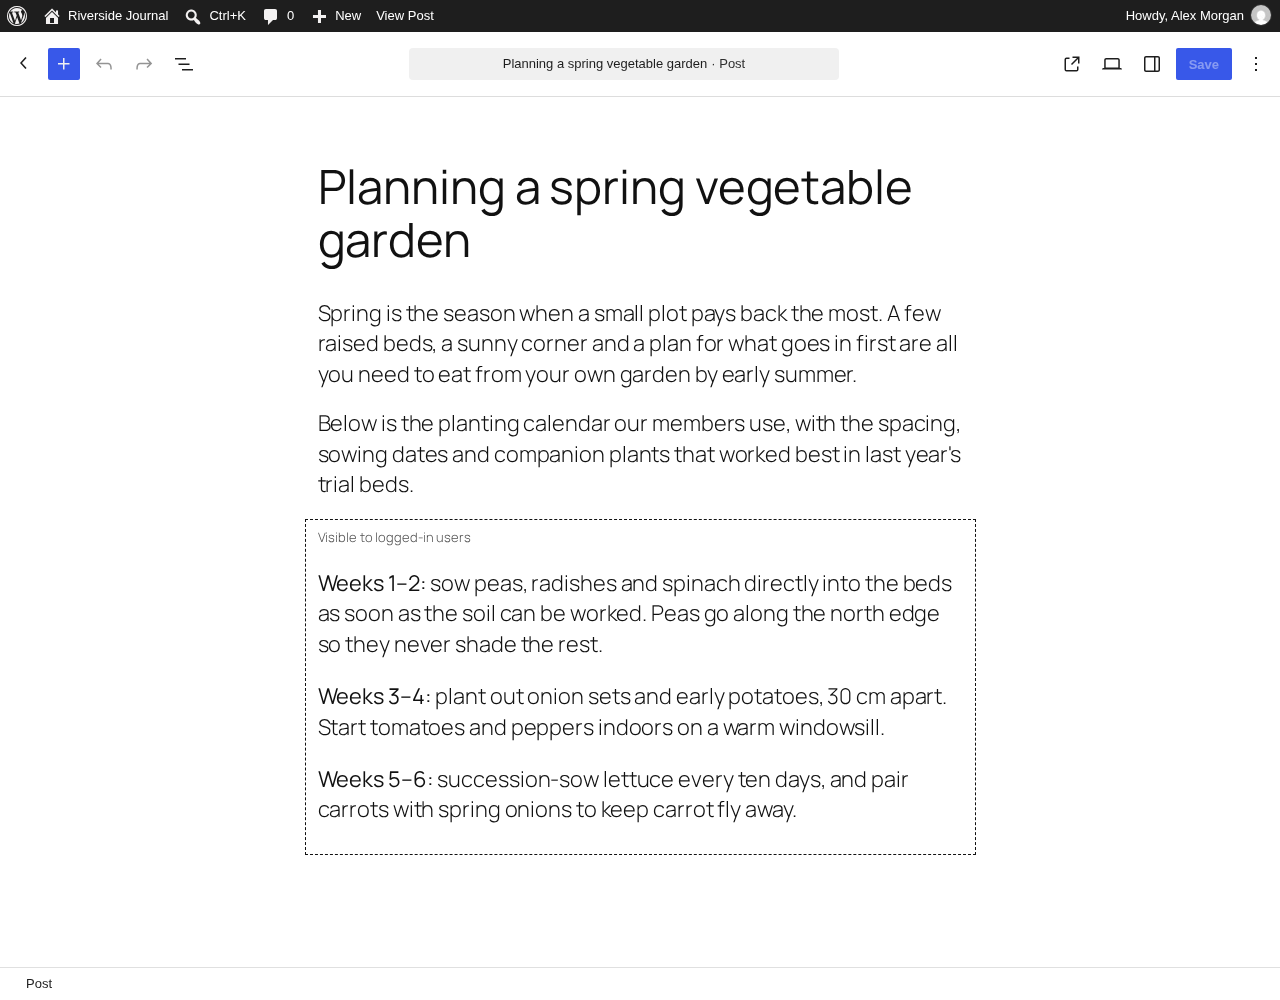 Riverside Journal
Ctrl+K
0
New
View Post
Howdy, Alex Morgan
Planning a spring vegetable garden · Post
Save
Planning a spring vegetable
garden
Spring is the season when a small plot pays back the most. A few
raised beds, a sunny corner and a plan for what goes in first are all
you need to eat from your own garden by early summer.
Below is the planting calendar our members use, with the spacing,
sowing dates and companion plants that worked best in last year's
trial beds.
Visible to logged-in users
Weeks 1–2: sow peas, radishes and spinach directly into the beds
as soon as the soil can be worked. Peas go along the north edge
so they never shade the rest.
Weeks 3–4: plant out onion sets and early potatoes, 30 cm apart.
Start tomatoes and peppers indoors on a warm windowsill.
Weeks 5–6: succession-sow lettuce every ten days, and pair
carrots with spring onions to keep carrot fly away.
Post